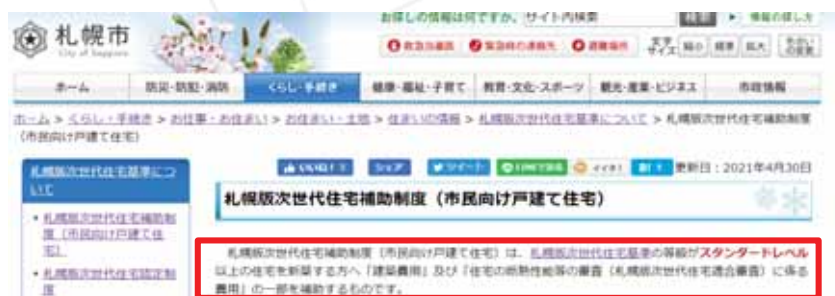 お探しの情報は何ですか。サイト内検索 検索 情報の探し方
札幌市
City of Sapporo
救急当番医 緊急時の連絡先 避難場所 文字サイズ 縮小 標準 拡大
ホーム 防災・防犯・消防 くらし・手続き 健康・福祉・子育て 教育・文化・スポーツ 観光・産業・ビジネス 市政情報
ホーム > くらし・手続き > お仕事・お住まい > お住まい・土地 > 住まいの情報 > 札幌版次世代住宅基準について > 札幌版次世代住宅補助制度
(市民向け戸建て住宅)
札幌版次世代住宅基準につ
いて
シェア ツイート LINEで送る 更新日:2021年4月30日
札幌版次世代住宅補助制度(市民向け戸建て住宅)
・札幌版次世代住宅補助制
度(市民向け戸建て住
宅)
・札幌版次世代住宅認定制
度
札幌版次世代住宅補助制度(市民向け戸建て住宅)は、札幌版次世代住宅基準の等級がスタンダードレベル
以上の住宅を新築する方へ「建築費用」及び「住宅の断熱性能等の審査(札幌版次世代住宅適合審査)に係る
費用」の一部を補助するものです。